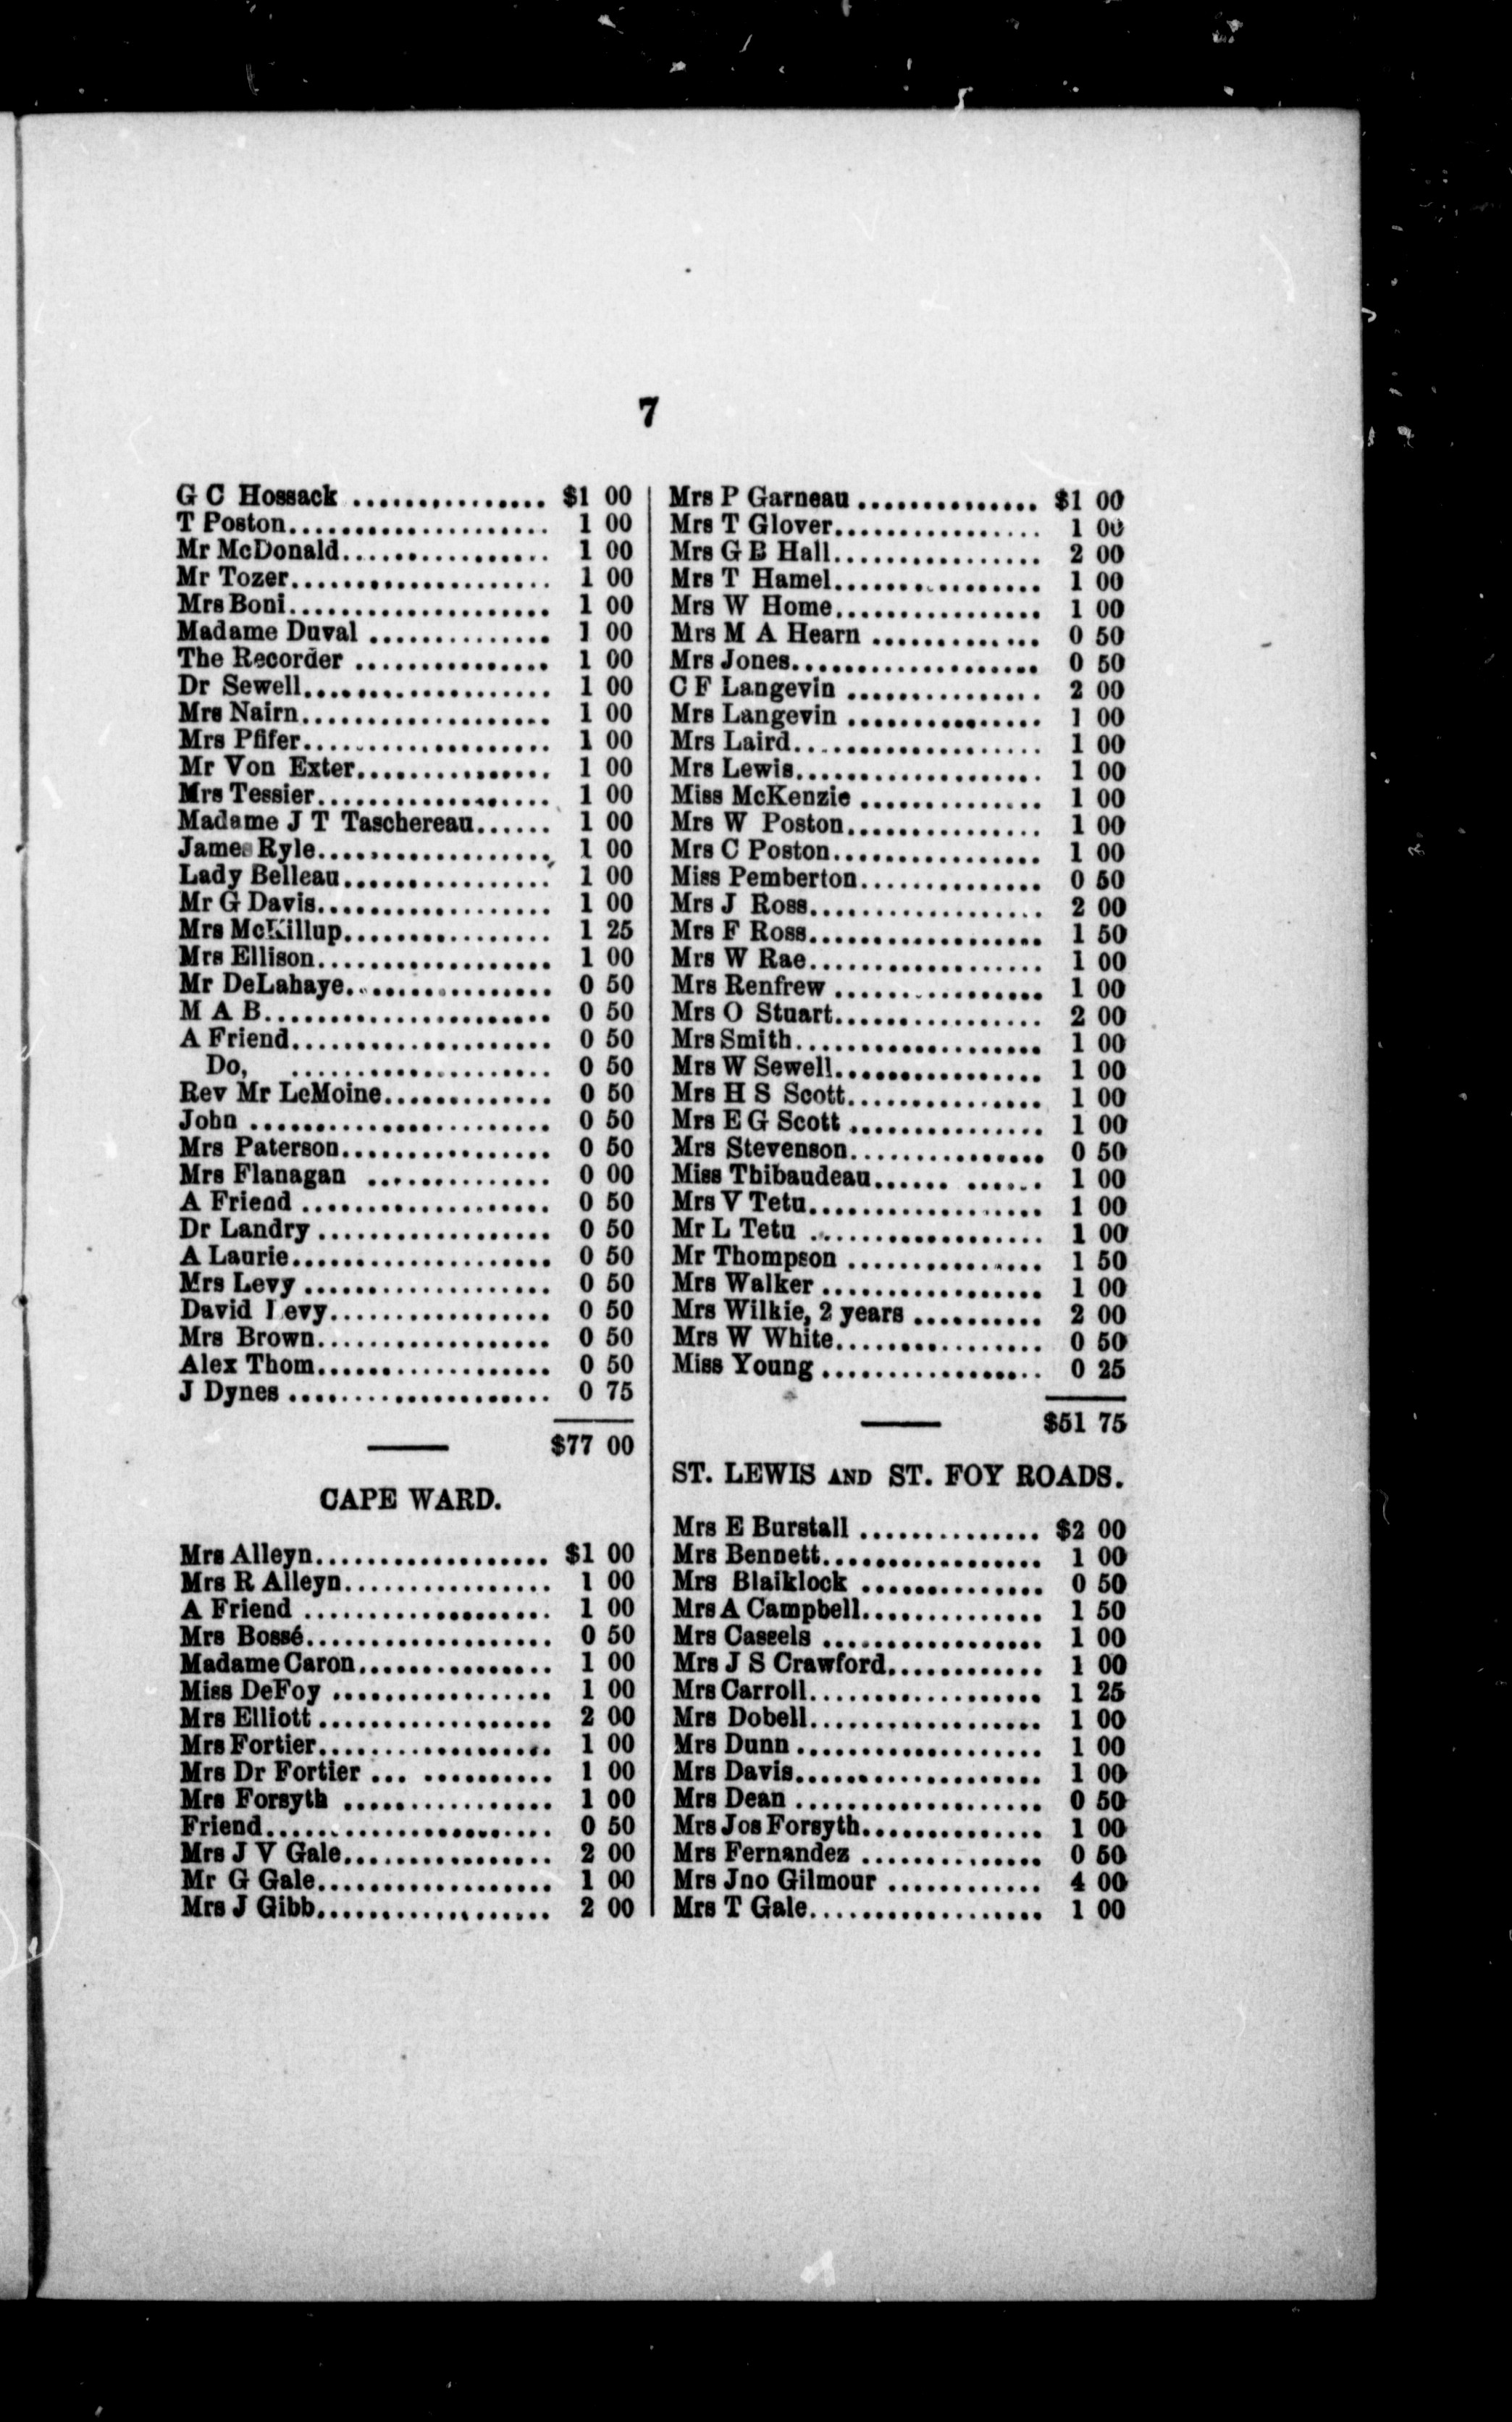 7
G C Hossack ............... $1 00
T Poston..................... 1 00
Mr McDonald................ 1 00
Mr Tozer.................... 1 00
Mrs Boni.................... 1 00
Madame Duval .............. 1 00
The Recorder ............... 1 00
Dr Sewell................... 1 00
Mrs Nairn................... 1 00
Mrs Pfifer................... 1 00
Mr Von Exter............... 1 00
Mrs Tessier.................. 1 00
Madame J T Taschereau...... 1 00
James Ryle.................. 1 00
Lady Belleau................ 1 00
Mr G Davis.................. 1 00
Mrs McKillup................ 1 25
Mrs Ellison.................. 1 00
Mr DeLahaye................ 0 50
M A B...................... 0 50
A Friend.................... 0 50
Do, .................... 0 50
Rev Mr LeMoine............. 0 50
John ....................... 0 50
Mrs Paterson................ 0 50
Mrs Flanagan .............. 0 00
A Friend ................... 0 50
Dr Landry .................. 0 50
A Laurie.................... 0 50
Mrs Levy ................... 0 50
David Levy................. 0 50
Mrs Brown.................. 0 50
Alex Thom.................. 0 50
J Dynes .................... 0 75
$77 00
CAPE WARD.
Mrs Alleyn.................. $1 00
Mrs R Alleyn................ 1 00
A Friend ................... 1 00
Mrs Bossé................... 0 50
Madame Caron............... 1 00
Miss DeFoy ................. 1 00
Mrs Elliott .................. 2 00
Mrs Fortier.................. 1 00
Mrs Dr Fortier ... .......... 1 00
Mrs Forsyth ................ 1 00
Friend...................... 0 50
Mrs J V Gale................ 2 00
Mr G Gale.................. 1 00
Mrs J Gibb.................. 2 00
Mrs P Garneau .............. $1 00
Mrs T Glover................ 1 00
Mrs G B Hall................ 2 00
Mrs T Hamel................ 1 00
Mrs W Home................ 1 00
Mrs M A Hearn ............. 0 50
Mrs Jones................... 0 50
C F Langevin ............... 2 00
Mrs Langevin ............... 1 00
Mrs Laird................... 1 00
Mrs Lewis................... 1 00
Miss McKenzie .............. 1 00
Mrs W Poston............... 1 00
Mrs C Poston................ 1 00
Miss Pemberton.............. 0 50
Mrs J Ross.................. 2 00
Mrs F Ross.................. 1 50
Mrs W Rae.................. 1 00
Mrs Renfrew ................ 1 00
Mrs O Stuart................ 2 00
Mrs Smith................... 1 00
Mrs W Sewell................ 1 00
Mrs H S Scott............... 1 00
Mrs E G Scott ............... 1 00
Mrs Stevenson............... 0 50
Miss Thibaudeau...... ...... 1 00
Mrs V Tetu.................. 1 00
Mr L Tetu .................. 1 00
Mr Thompson ............... 1 50
Mrs Walker ................. 1 00
Mrs Wilkie, 2 years .......... 2 00
Mrs W White................ 0 50
Miss Young ................. 0 25
$51 75
ST. LEWIS AND ST. FOY ROADS.
Mrs E Burstall .............. $2 00
Mrs Bennett................. 1 00
Mrs Blaiklock .............. 0 50
Mrs A Campbell.............. 1 50
Mrs Cassels ................. 1 00
Mrs J S Crawford............ 1 00
Mrs Carroll.................. 1 25
Mrs Dobell.................. 1 00
Mrs Dunn ................... 1 00
Mrs Davis................... 1 00
Mrs Dean ................... 0 50
Mrs Jos Forsyth.............. 1 00
Mrs Fernandez .............. 0 50
Mrs Jno Gilmour ............ 4 00
Mrs T Gale.................. 1 00